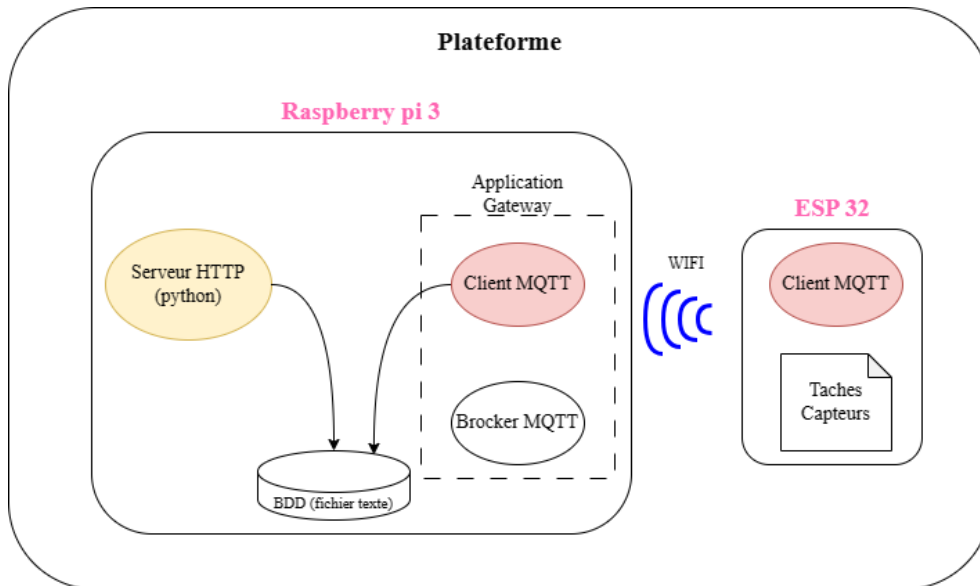 Plateforme
Raspberry pi 3
Application
Gateway
Serveur HTTP
(python)
Client MQTT
Brocker MQTT
BDD (fichier texte)
WIFI
ESP 32
Client MQTT
Taches
Capteurs